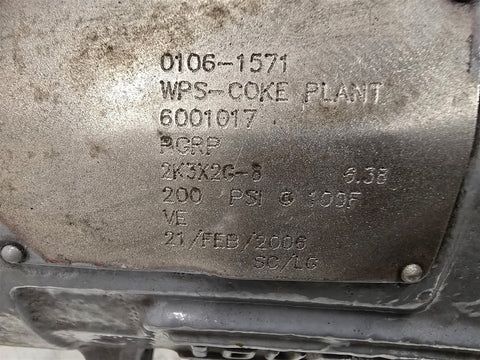 0106-1571
WPS-COKE PLANT
6001017
PGRP
2K3X2G-8 6.38
200 PSI @ 100F
VE
21/FEB/2006
SC/LG